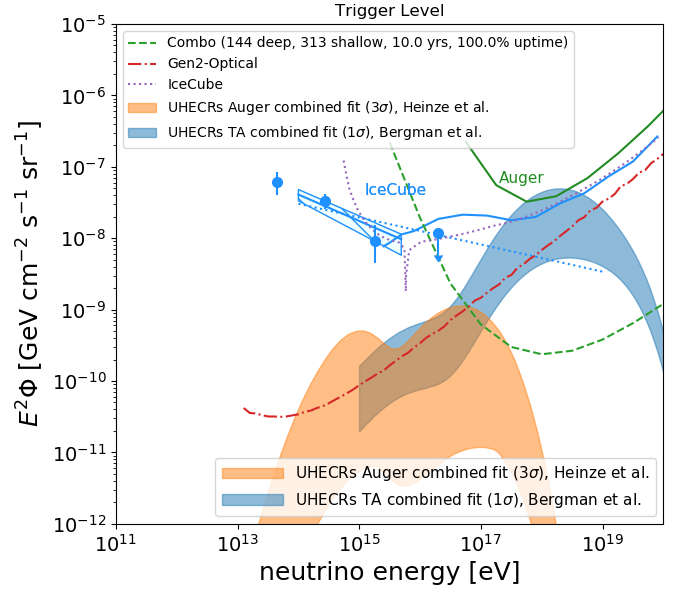 Trigger Level
Combo (144 deep, 313 shallow, 10.0 yrs, 100.0% uptime)
Gen2-Optical
IceCube
UHECRs Auger combined fit (3σ), Heinze et al.
UHECRs TA combined fit (1σ), Bergman et al.
10⁻⁵
10⁻⁶
10⁻⁷
10⁻⁸
10⁻⁹
10⁻¹⁰
10⁻¹¹
10⁻¹²
E²Φ [GeV cm⁻² s⁻¹ sr⁻¹]
Auger
IceCube
UHECRs Auger combined fit (3σ), Heinze et al.
UHECRs TA combined fit (1σ), Bergman et al.
10¹¹ 10¹³ 10¹⁵ 10¹⁷ 10¹⁹
neutrino energy [eV]